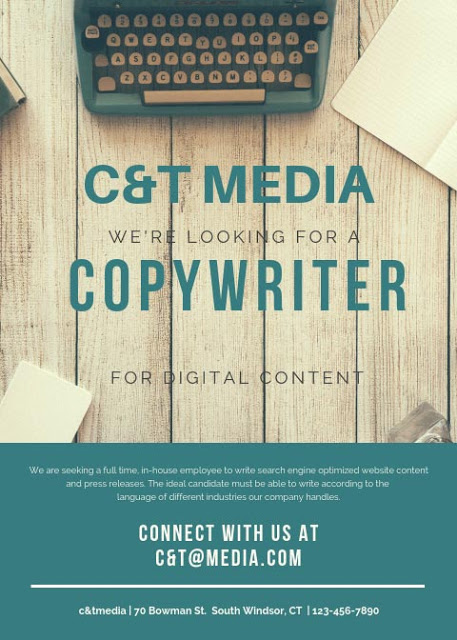 Q W E R T Y U I O P
A S D F G H J K L
Z X C V B N M
C&T MEDIA
WE'RE LOOKING FOR A
COPYWRITER
FOR DIGITAL CONTENT
We are seeking a full time, in-house employee to write search engine optimized website content
and press releases. The ideal candidate must be able to write according to the
language of different industries our company handles.
CONNECT WITH US AT
C&T@MEDIA.COM
c&tmedia | 70 Bowman St. South Windsor, CT | 123-456-7890